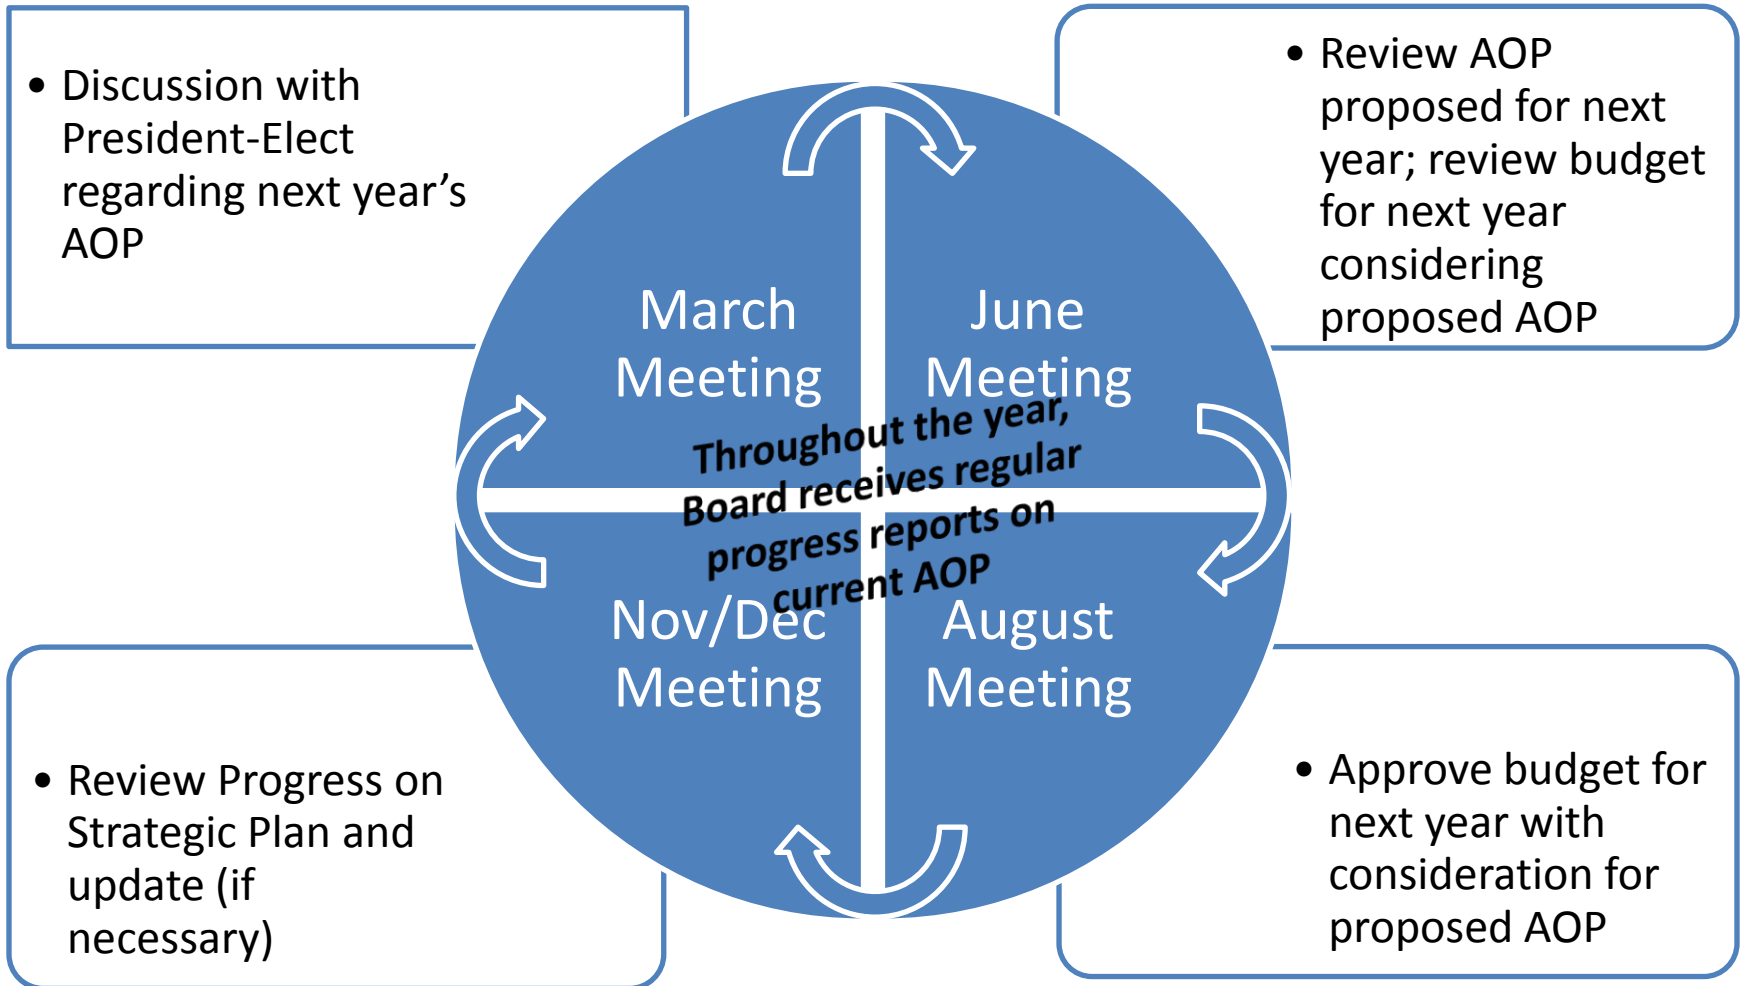 • Discussion with
President-Elect
regarding next year’s
AOP
• Review AOP
proposed for next
year; review budget
for next year
considering
proposed AOP
March
Meeting
June
Meeting
Throughout the year,
Board receives regular
progress reports on
current AOP
Nov/Dec
Meeting
August
Meeting
• Review Progress on
Strategic Plan and
update (if
necessary)
• Approve budget for
next year with
consideration for
proposed AOP